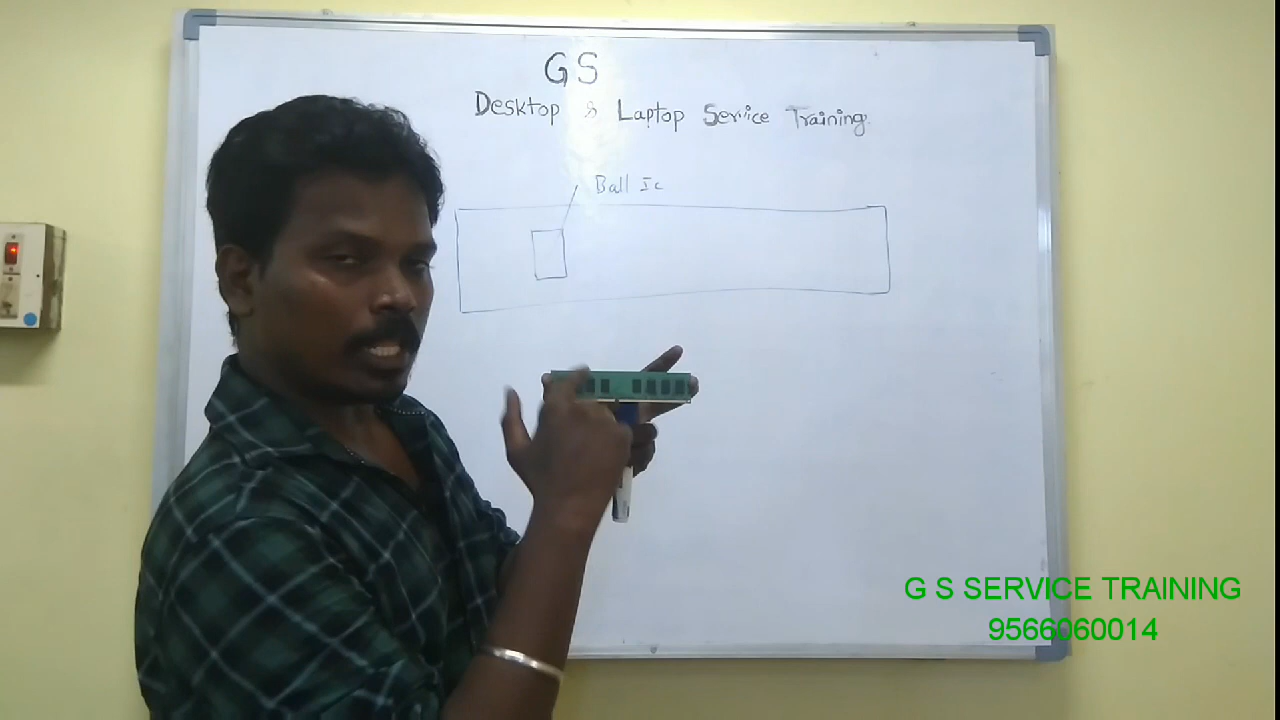 GS
Desktop & Laptop Service Training
Ball Ic
G S SERVICE TRAINING
9566060014